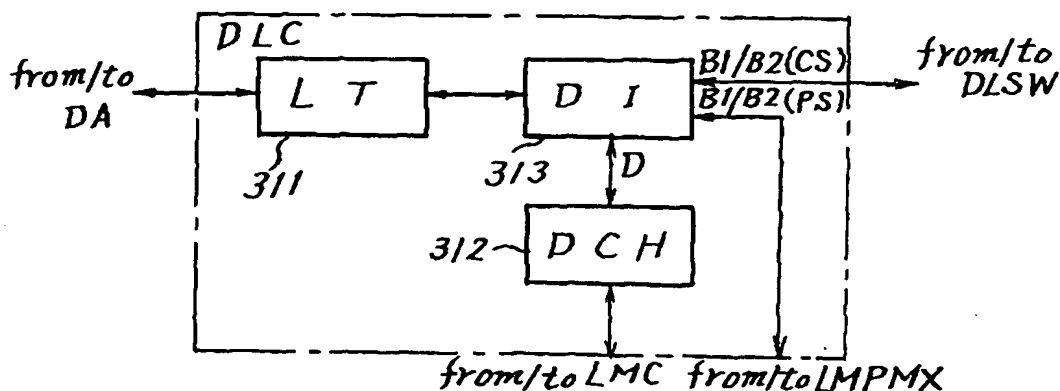 DLC
from/to
DA
LT
311
DI
313
B1/B2(CS)
B1/B2(PS)
from/to
DLSW
D
312
DCH
from/to LMC
from/to LMPMX